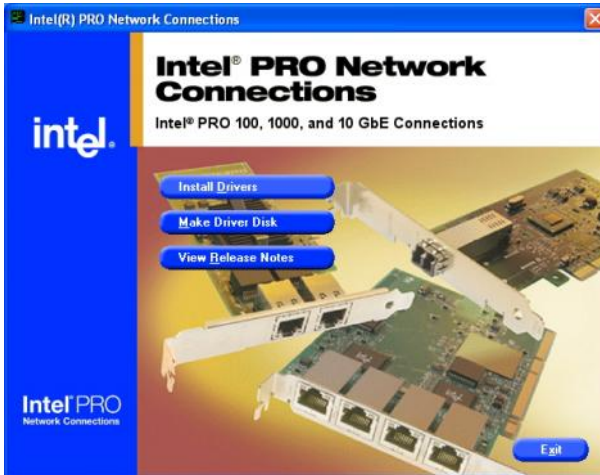 Intel(R) PRO Network Connections
Intel® PRO Network
Connections
Intel® PRO 100, 1000, and 10 GbE Connections
intel.
Install Drivers
Make Driver Disk
View Release Notes
intel
Intel PRO
Network Connections
Exit